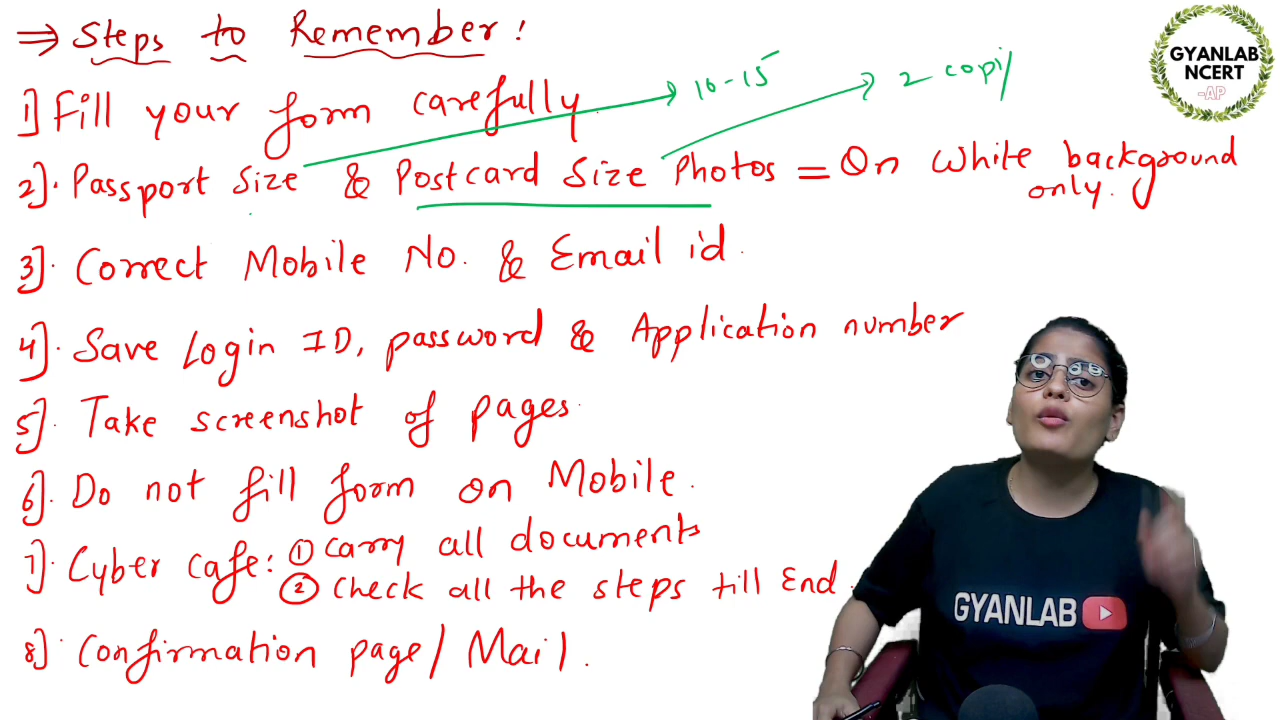 ⇒ Steps to Remember!
GYANLAB
NCERT
-AP
1] Fill your form carefully.
10-15
2 copi
2]. Passport Size & Postcard Size Photos = On White background
only.
3]. Correct Mobile No. & Email id.
4]. Save Login ID, password & Application number
5]. Take screenshot of pages.
6]. Do not fill form on Mobile.
7]. Cyber cafe: ① Carry all documents
② Check all the steps till End.
8]. Confirmation page/ Mail.
GYANLAB